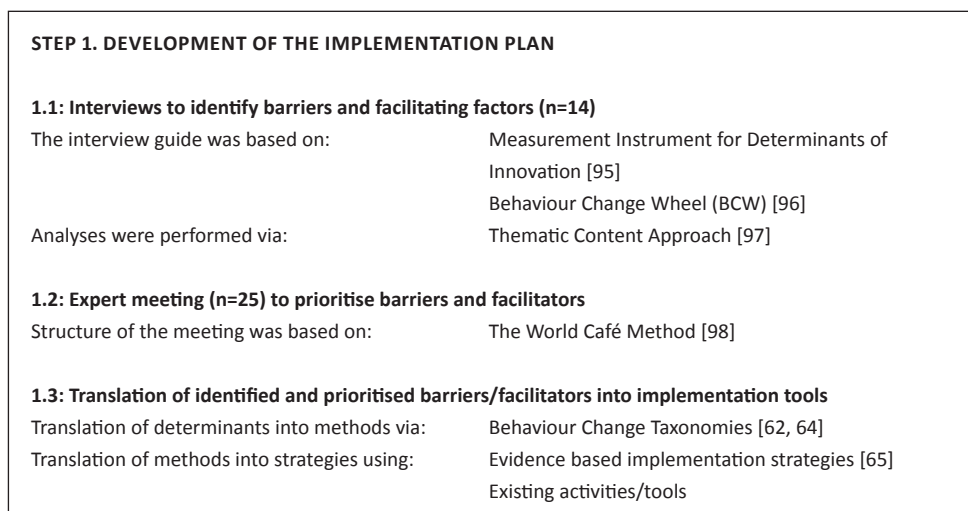 STEP 1. DEVELOPMENT OF THE IMPLEMENTATION PLAN
1.1: Interviews to identify barriers and facilitating factors (n=14)
The interview guide was based on: Measurement Instrument for Determinants of
Innovation [95]
Behaviour Change Wheel (BCW) [96]
Analyses were performed via: Thematic Content Approach [97]
1.2: Expert meeting (n=25) to prioritise barriers and facilitators
Structure of the meeting was based on: The World Café Method [98]
1.3: Translation of identified and prioritised barriers/facilitators into implementation tools
Translation of determinants into methods via: Behaviour Change Taxonomies [62, 64]
Translation of methods into strategies using: Evidence based implementation strategies [65]
Existing activities/tools